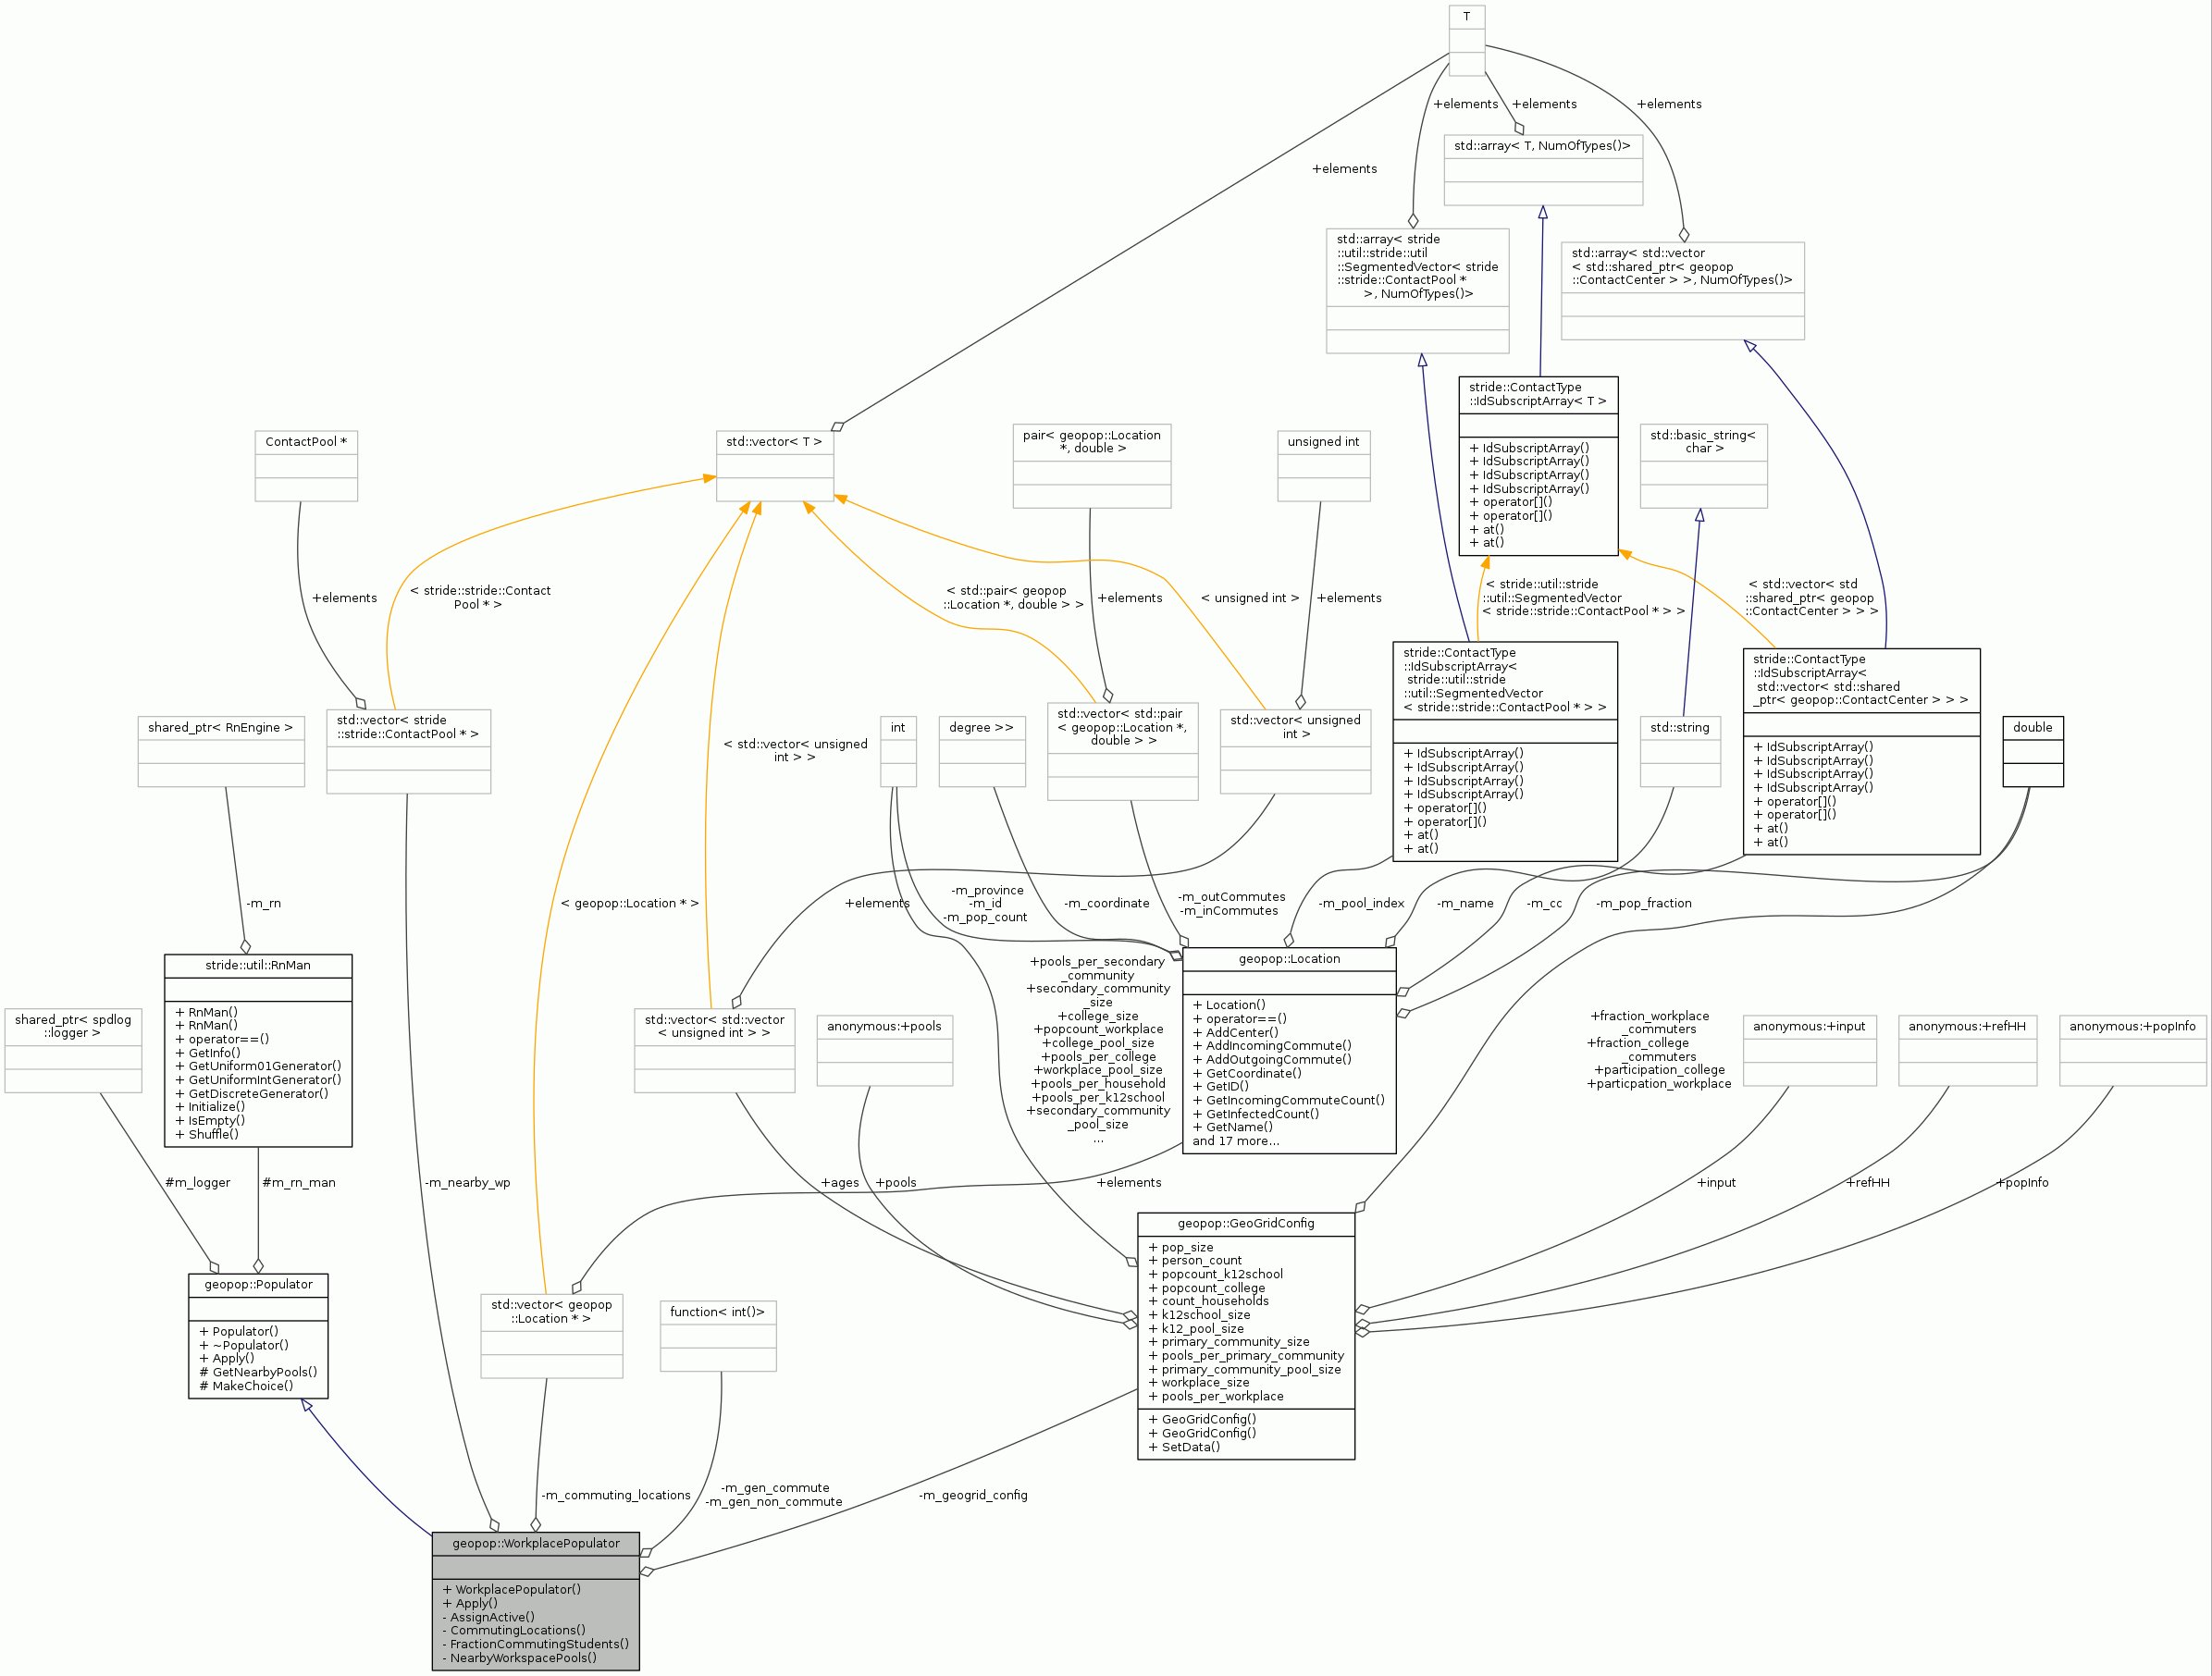 T
+elements
+elements
+elements
+elements
std::array< T, NumOfTypes()>
std::array< stride
::util::stride::util
::SegmentedVector< stride
::stride::ContactPool *
>, NumOfTypes()>
std::array< std::vector
< std::shared_ptr< geopop
::ContactCenter > >, NumOfTypes()>
stride::ContactType
::IdSubscriptArray< T >
+ IdSubscriptArray()
+ IdSubscriptArray()
+ IdSubscriptArray()
+ IdSubscriptArray()
+ operator[]()
+ operator[]()
+ at()
+ at()
ContactPool *
std::vector< T >
pair< geopop::Location
*, double >
unsigned int
std::basic_string<
char >
+elements
< stride::stride::Contact
Pool * >
< std::pair< geopop
::Location *, double > >
+elements
< unsigned int >
+elements
< stride::util::stride
::util::SegmentedVector
< stride::stride::ContactPool * > >
< std::vector< std
::shared_ptr< geopop
::ContactCenter > > >
shared_ptr< RnEngine >
std::vector< stride
::stride::ContactPool * >
< std::vector< unsigned
int > >
int
degree >>
std::vector< std::pair
< geopop::Location *,
double > >
std::vector< unsigned
int >
stride::ContactType
::IdSubscriptArray<
stride::util::stride
::util::SegmentedVector
< stride::stride::ContactPool * > >
+ IdSubscriptArray()
+ IdSubscriptArray()
+ IdSubscriptArray()
+ IdSubscriptArray()
+ operator[]()
+ operator[]()
+ at()
+ at()
std::string
stride::ContactType
::IdSubscriptArray<
std::vector< std::shared
_ptr< geopop::ContactCenter > > >
+ IdSubscriptArray()
+ IdSubscriptArray()
+ IdSubscriptArray()
+ IdSubscriptArray()
+ operator[]()
+ operator[]()
+ at()
+ at()
double
-m_rn
< geopop::Location * >
+elements
-m_province
-m_id
-m_pop_count
-m_coordinate
-m_outCommutes
-m_inCommutes
-m_pool_index
-m_name
-m_cc
-m_pop_fraction
stride::util::RnMan
+ RnMan()
+ RnMan()
+ operator==()
+ GetInfo()
+ GetUniform01Generator()
+ GetUniformIntGenerator()
+ GetDiscreteGenerator()
+ Initialize()
+ IsEmpty()
+ Shuffle()
shared_ptr< spdlog
::logger >
std::vector< std::vector
< unsigned int > >
anonymous:+pools
+pools_per_secondary
_community
+secondary_community
_size
+college_size
+popcount_workplace
+college_pool_size
+pools_per_college
+workplace_pool_size
+pools_per_household
+pools_per_k12school
+secondary_community
_pool_size
...
geopop::Location
+ Location()
+ operator==()
+ AddCenter()
+ AddIncomingCommute()
+ AddOutgoingCommute()
+ GetCoordinate()
+ GetID()
+ GetIncomingCommuteCount()
+ GetInfectedCount()
+ GetName()
and 17 more...
+fraction_workplace
_commuters
+fraction_college
_commuters
+participation_college
+particpation_workplace
anonymous:+input
anonymous:+refHH
anonymous:+popInfo
#m_logger
#m_rn_man
-m_nearby_wp
+ages
+pools
+elements
+input
+refHH
+popInfo
geopop::Populator
+ Populator()
+ ~Populator()
+ Apply()
# GetNearbyPools()
# MakeChoice()
std::vector< geopop
::Location * >
function< int()>
geopop::GeoGridConfig
+ pop_size
+ person_count
+ popcount_k12school
+ popcount_college
+ count_households
+ k12school_size
+ k12_pool_size
+ primary_community_size
+ pools_per_primary_community
+ primary_community_pool_size
+ workplace_size
+ pools_per_workplace
+ GeoGridConfig()
+ GeoGridConfig()
+ SetData()
-m_commuting_locations
-m_gen_commute
-m_gen_non_commute
-m_geogrid_config
geopop::WorkplacePopulator
+ WorkplacePopulator()
+ Apply()
- AssignActive()
- CommutingLocations()
- FractionCommutingStudents()
- NearbyWorkspacePools()